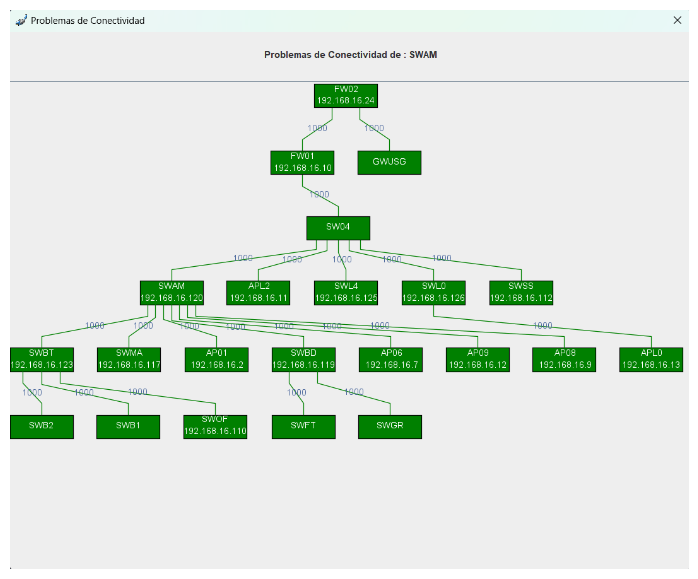 Problemas de Conectividad
Problemas de Conectividad de : SWAM
FW02
192.168.16.24
1000
1000
FW01
192.168.16.10
GWUSG
1000
SW04
1000
1000
1000
1000
1000
SWAM
192.168.16.120
APL2
192.168.16.11
SWL4
192.168.16.125
SWL0
192.168.16.126
SWSS
192.168.16.112
1000
1000
1000
1000
1000
1000
1000
1000
SWBT
192.168.16.123
SWMA
192.168.16.117
AP01
192.168.16.2
SWBD
192.168.16.119
AP06
192.168.16.7
AP09
192.168.16.12
AP08
192.168.16.9
APL0
192.168.16.13
1000
1000
1000
1000
1000
SWB2
SWB1
SWOF
192.168.16.110
SWFT
SWGR